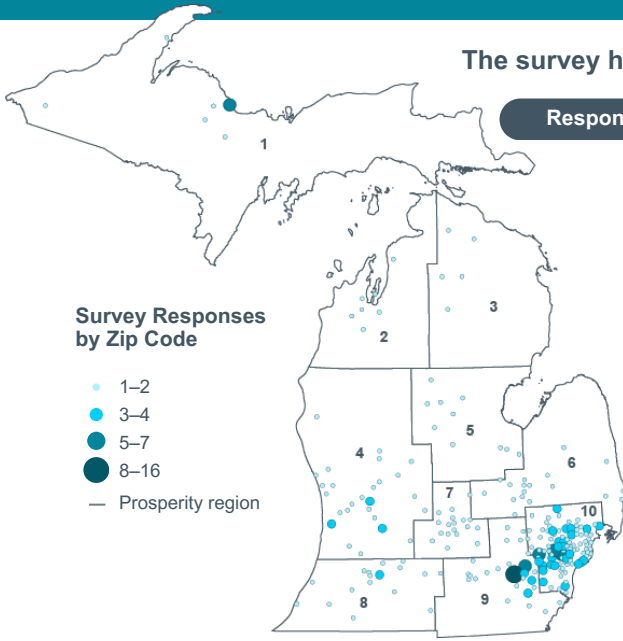 The survey h
Respon
1
3
2
Survey Responses
by Zip Code
1–2
3–4
5–7
8–16
Prosperity region
5
4
6
7
10
8
9